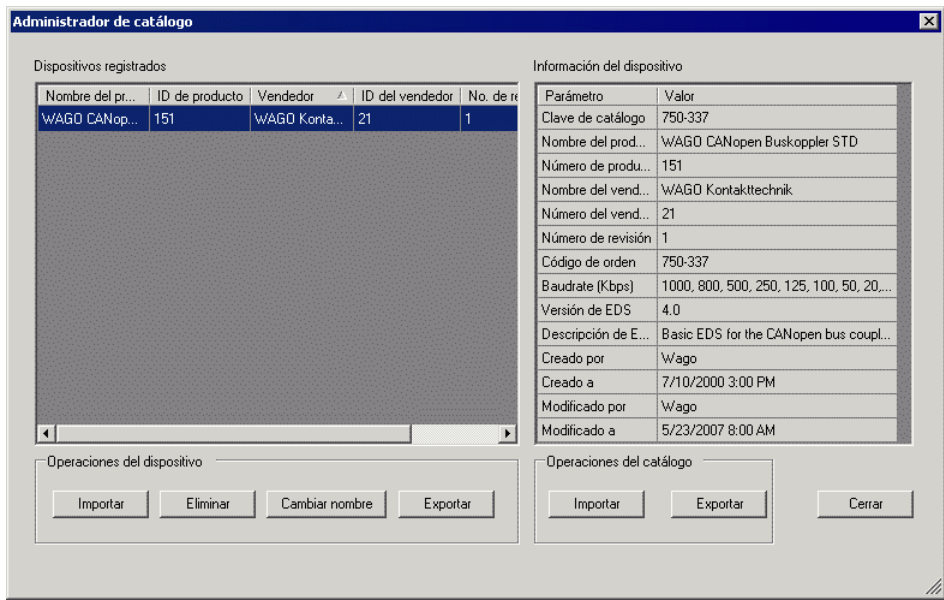 Administrador de catálogo
Dispositivos registrados
Nombre del pr... ID de producto Vendedor ID del vendedor No. de re
WAGO CANop... 151 WAGO Konta... 21 1
Operaciones del dispositivo
Importar Eliminar Cambiar nombre Exportar
Información del dispositivo
Parámetro Valor
Clave de catálogo 750-337
Nombre del prod... WAGO CANopen Buskoppler STD
Número de produ... 151
Nombre del vend... WAGO Kontakttechnik
Número del vend... 21
Número de revisión 1
Código de orden 750-337
Baudrate (Kbps) 1000, 800, 500, 250, 125, 100, 50, 20,...
Versión de EDS 4.0
Descripción de E... Basic EDS for the CANopen bus coupl...
Creado por Wago
Creado a 7/10/2000 3:00 PM
Modificado por Wago
Modificado a 5/23/2007 8:00 AM
Operaciones del catálogo
Importar Exportar
Cerrar